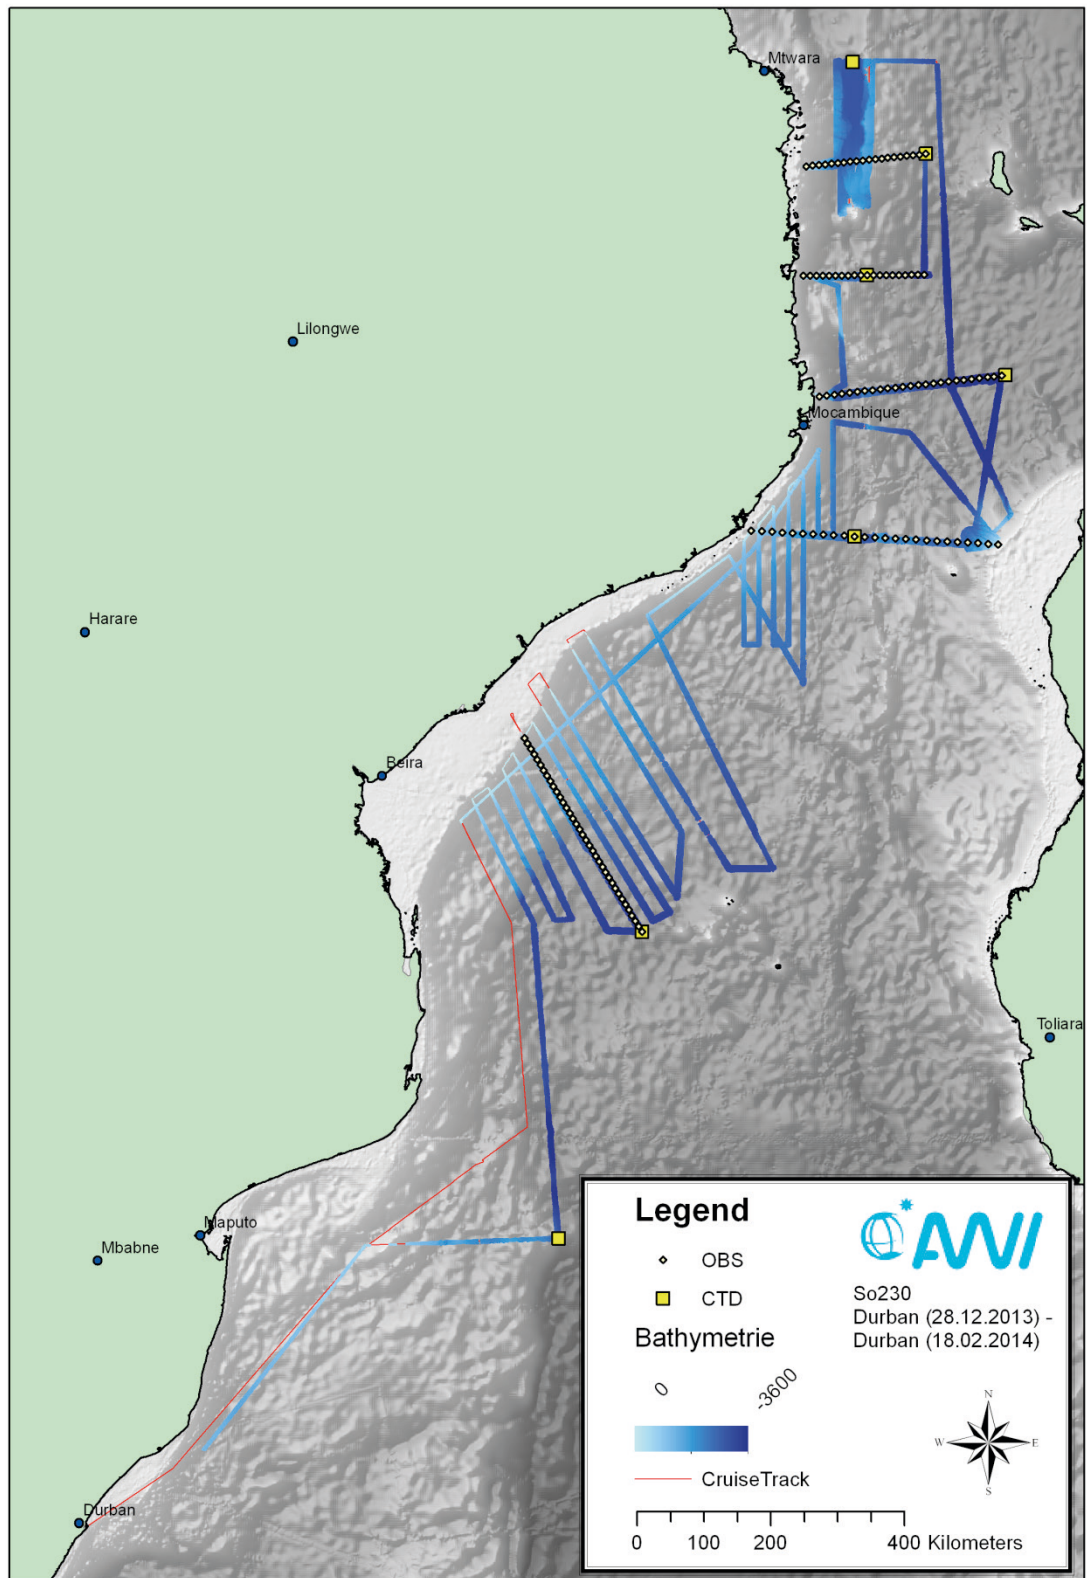 Mtwara
Lilongwe
Mocambique
Harare
Beira
Toliara
Maputo
Mbabne
Durban
Legend
OBS
CTD
Bathymetrie
0
-3600
CruiseTrack
0 100 200 400 Kilometers
AWI
So230
Durban (28.12.2013) -
Durban (18.02.2014)
N
W E
S